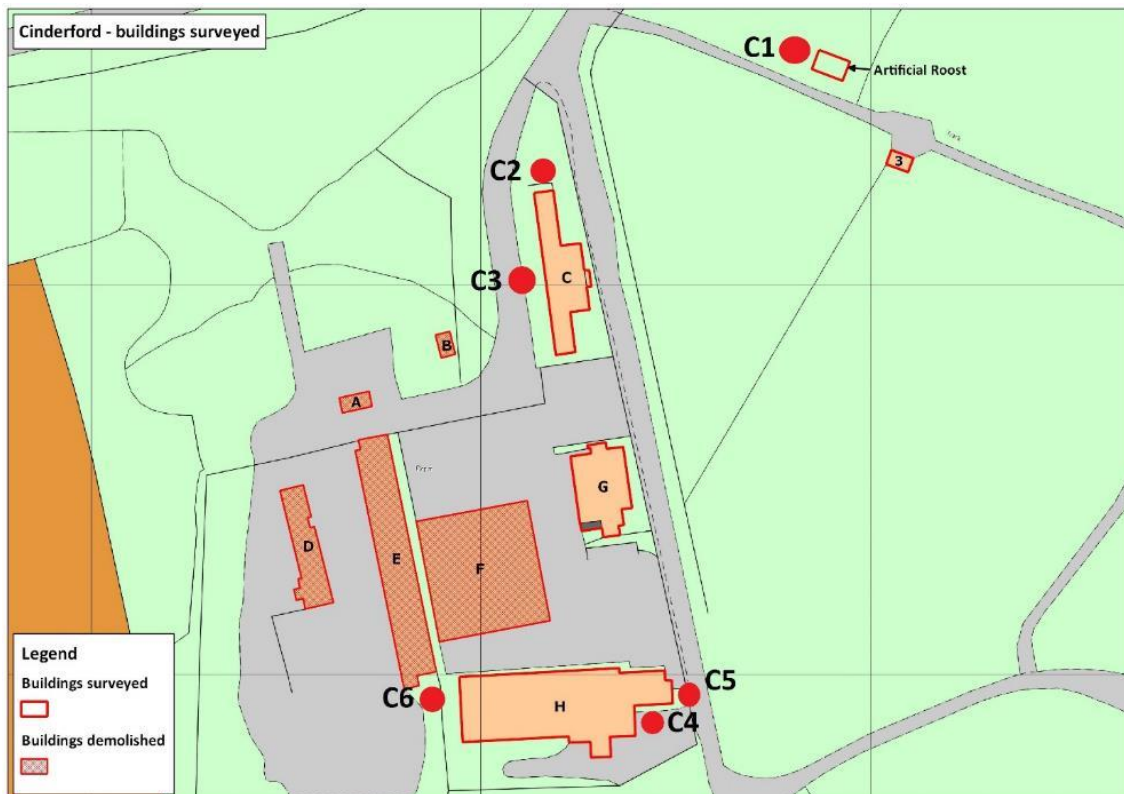 Cinderford - buildings surveyed
C1
Artificial Roost
3
C2
C3
C
B
A
G
D
E
F
H
C5
C4
C6
Legend
Buildings surveyed
Buildings demolished